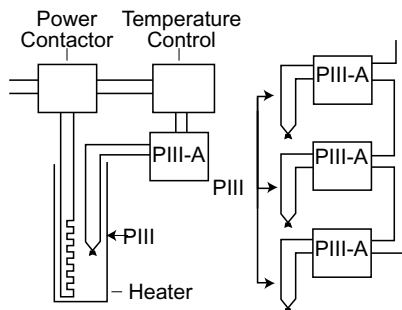 Power
Contactor
Temperature
Control
PIII-A
PIII
Heater
PIII
PIII-A
PIII-A
PIII-A